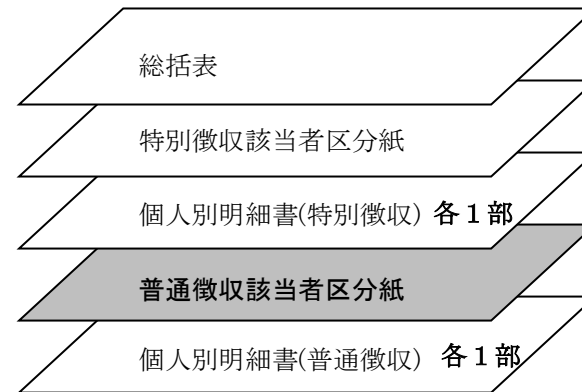 総括表
特別徴収該当者区分紙
個人別明細書(特別徴収) 各１部
普通徴収該当者区分紙
個人別明細書(普通徴収) 各１部